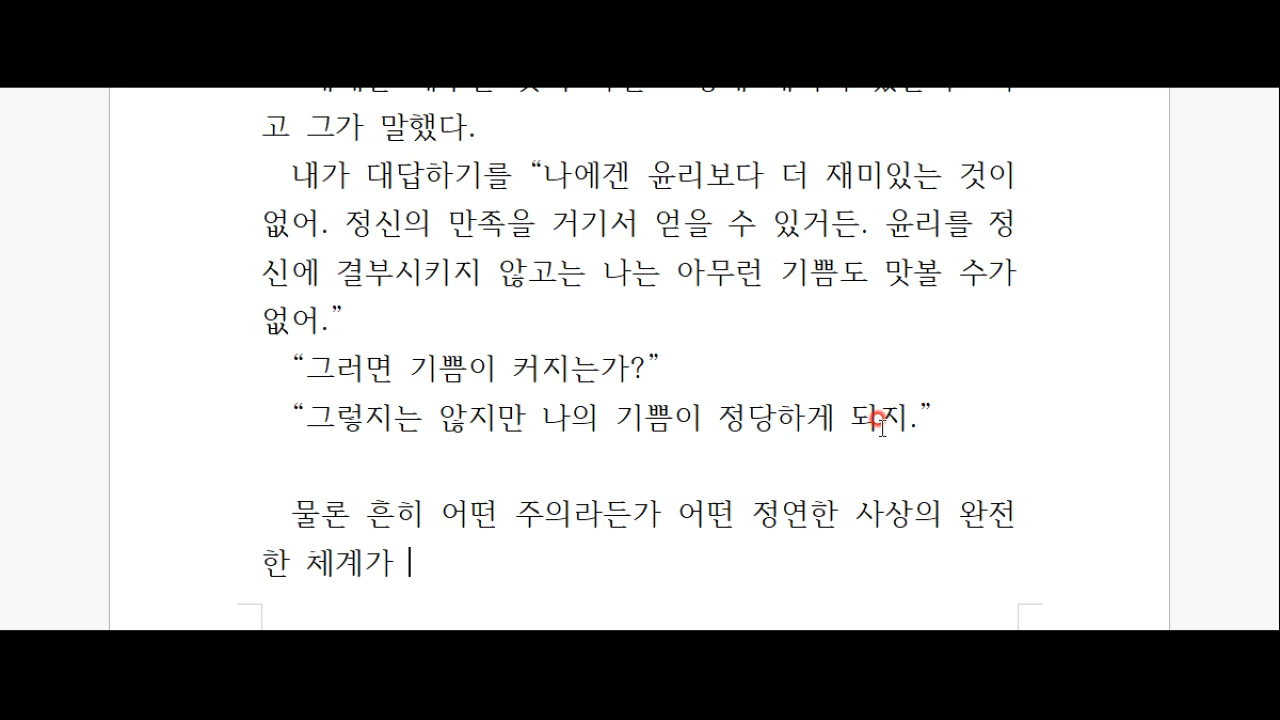 고 그가 말했다.
내가 대답하기를 “나에겐 윤리보다 더 재미있는 것이
없어. 정신의 만족을 거기서 얻을 수 있거든. 윤리를 정
신에 결부시키지 않고는 나는 아무런 기쁨도 맛볼 수가
없어.”
“그러면 기쁨이 커지는가?”
“그렇지는 않지만 나의 기쁨이 정당하게 되지.”
물론 흔히 어떤 주의라든가 어떤 정연한 사상의 완전
한 체계가